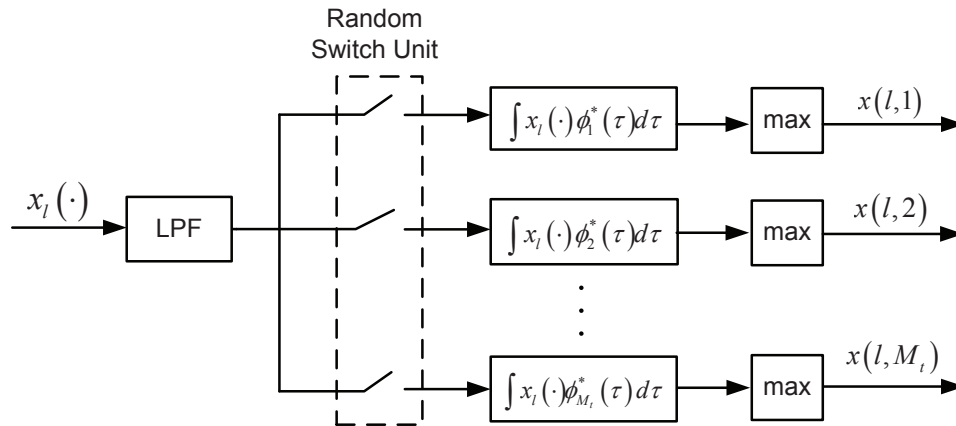 Random
Switch Unit
x_l(·)
LPF
∫ x_l(·)ϕ_1^*(τ)dτ
max
x(l,1)
∫ x_l(·)ϕ_2^*(τ)dτ
max
x(l,2)
∫ x_l(·)ϕ_{M_t}^*(τ)dτ
max
x(l,M_t)